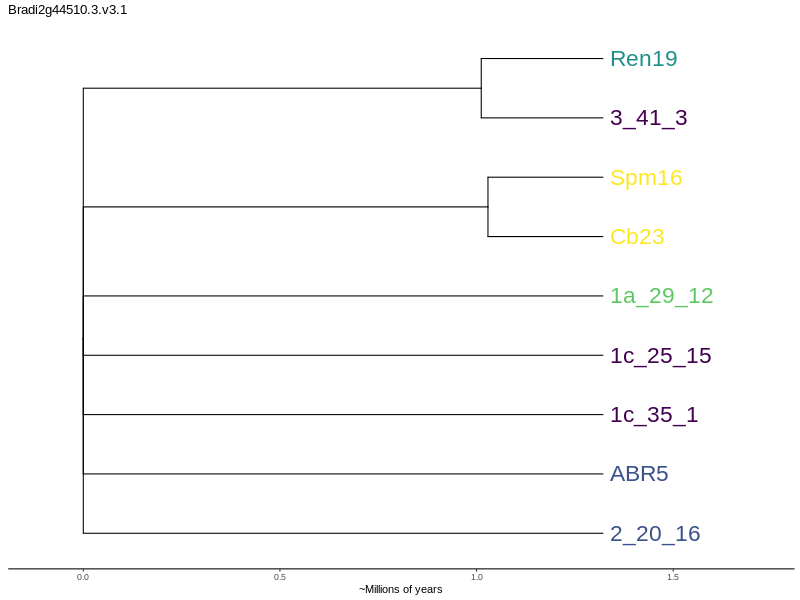 Bradi2g44510.3.v3.1
Ren19
3_41_3
Spm16
Cb23
1a_29_12
1c_25_15
1c_35_1
ABR5
2_20_16
0.0 0.5 1.0 1.5
~Millions of years